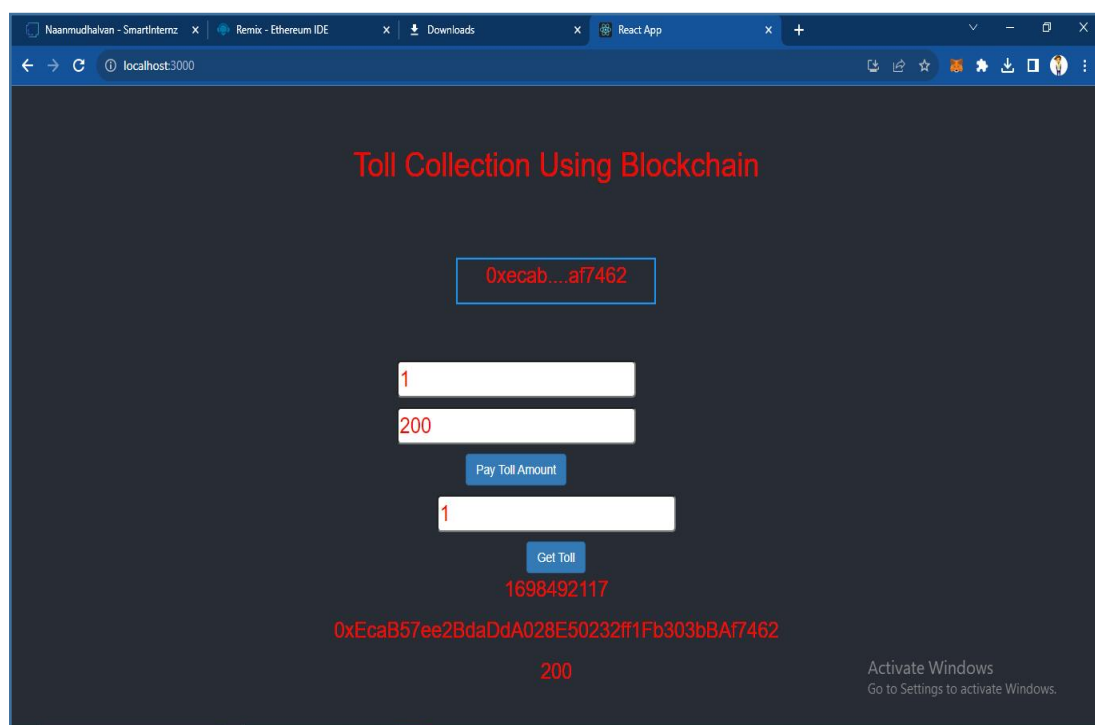 Naanmudhalvan - SmartInternz
Remix - Ethereum IDE
Downloads
React App
localhost:3000
Toll Collection Using Blockchain
0xecab....af7462
1
200
Pay Toll Amount
1
Get Toll
1698492117
0xEcaB57ee2BdaDdA028E50232ff1Fb303bBAf7462
200
Activate Windows
Go to Settings to activate Windows.